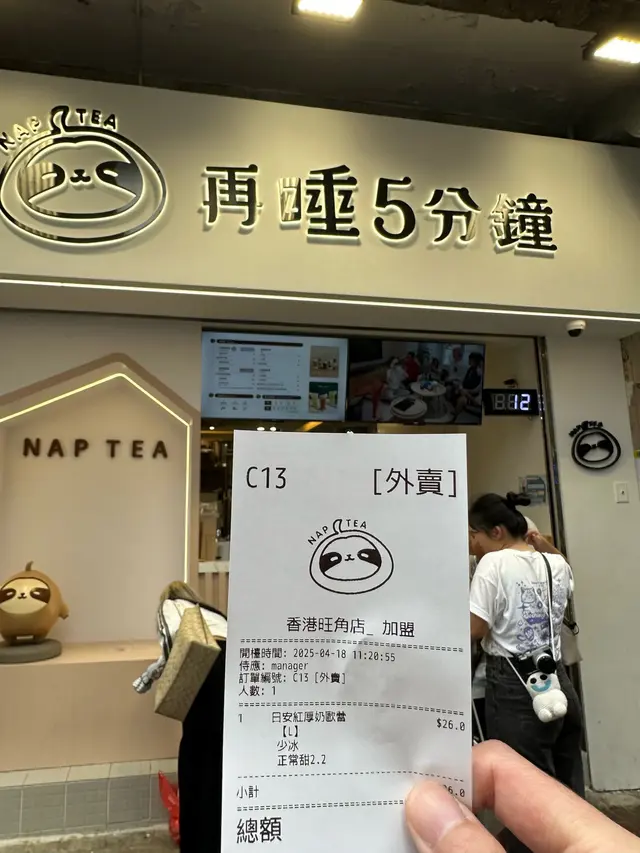 NAP TEA
再睡5分鐘
NAP TEA
12
C13 [外賣]
NAP TEA
香港旺角店_ 加盟
開檯時間: 2025-04-18 11:20:55
侍應: manager
訂單編號: C13 [外賣]
人數: 1
1 日安紅厚奶歐蕾 $26.0
【L】
少冰
正常甜2.2
小計 6.0
總額